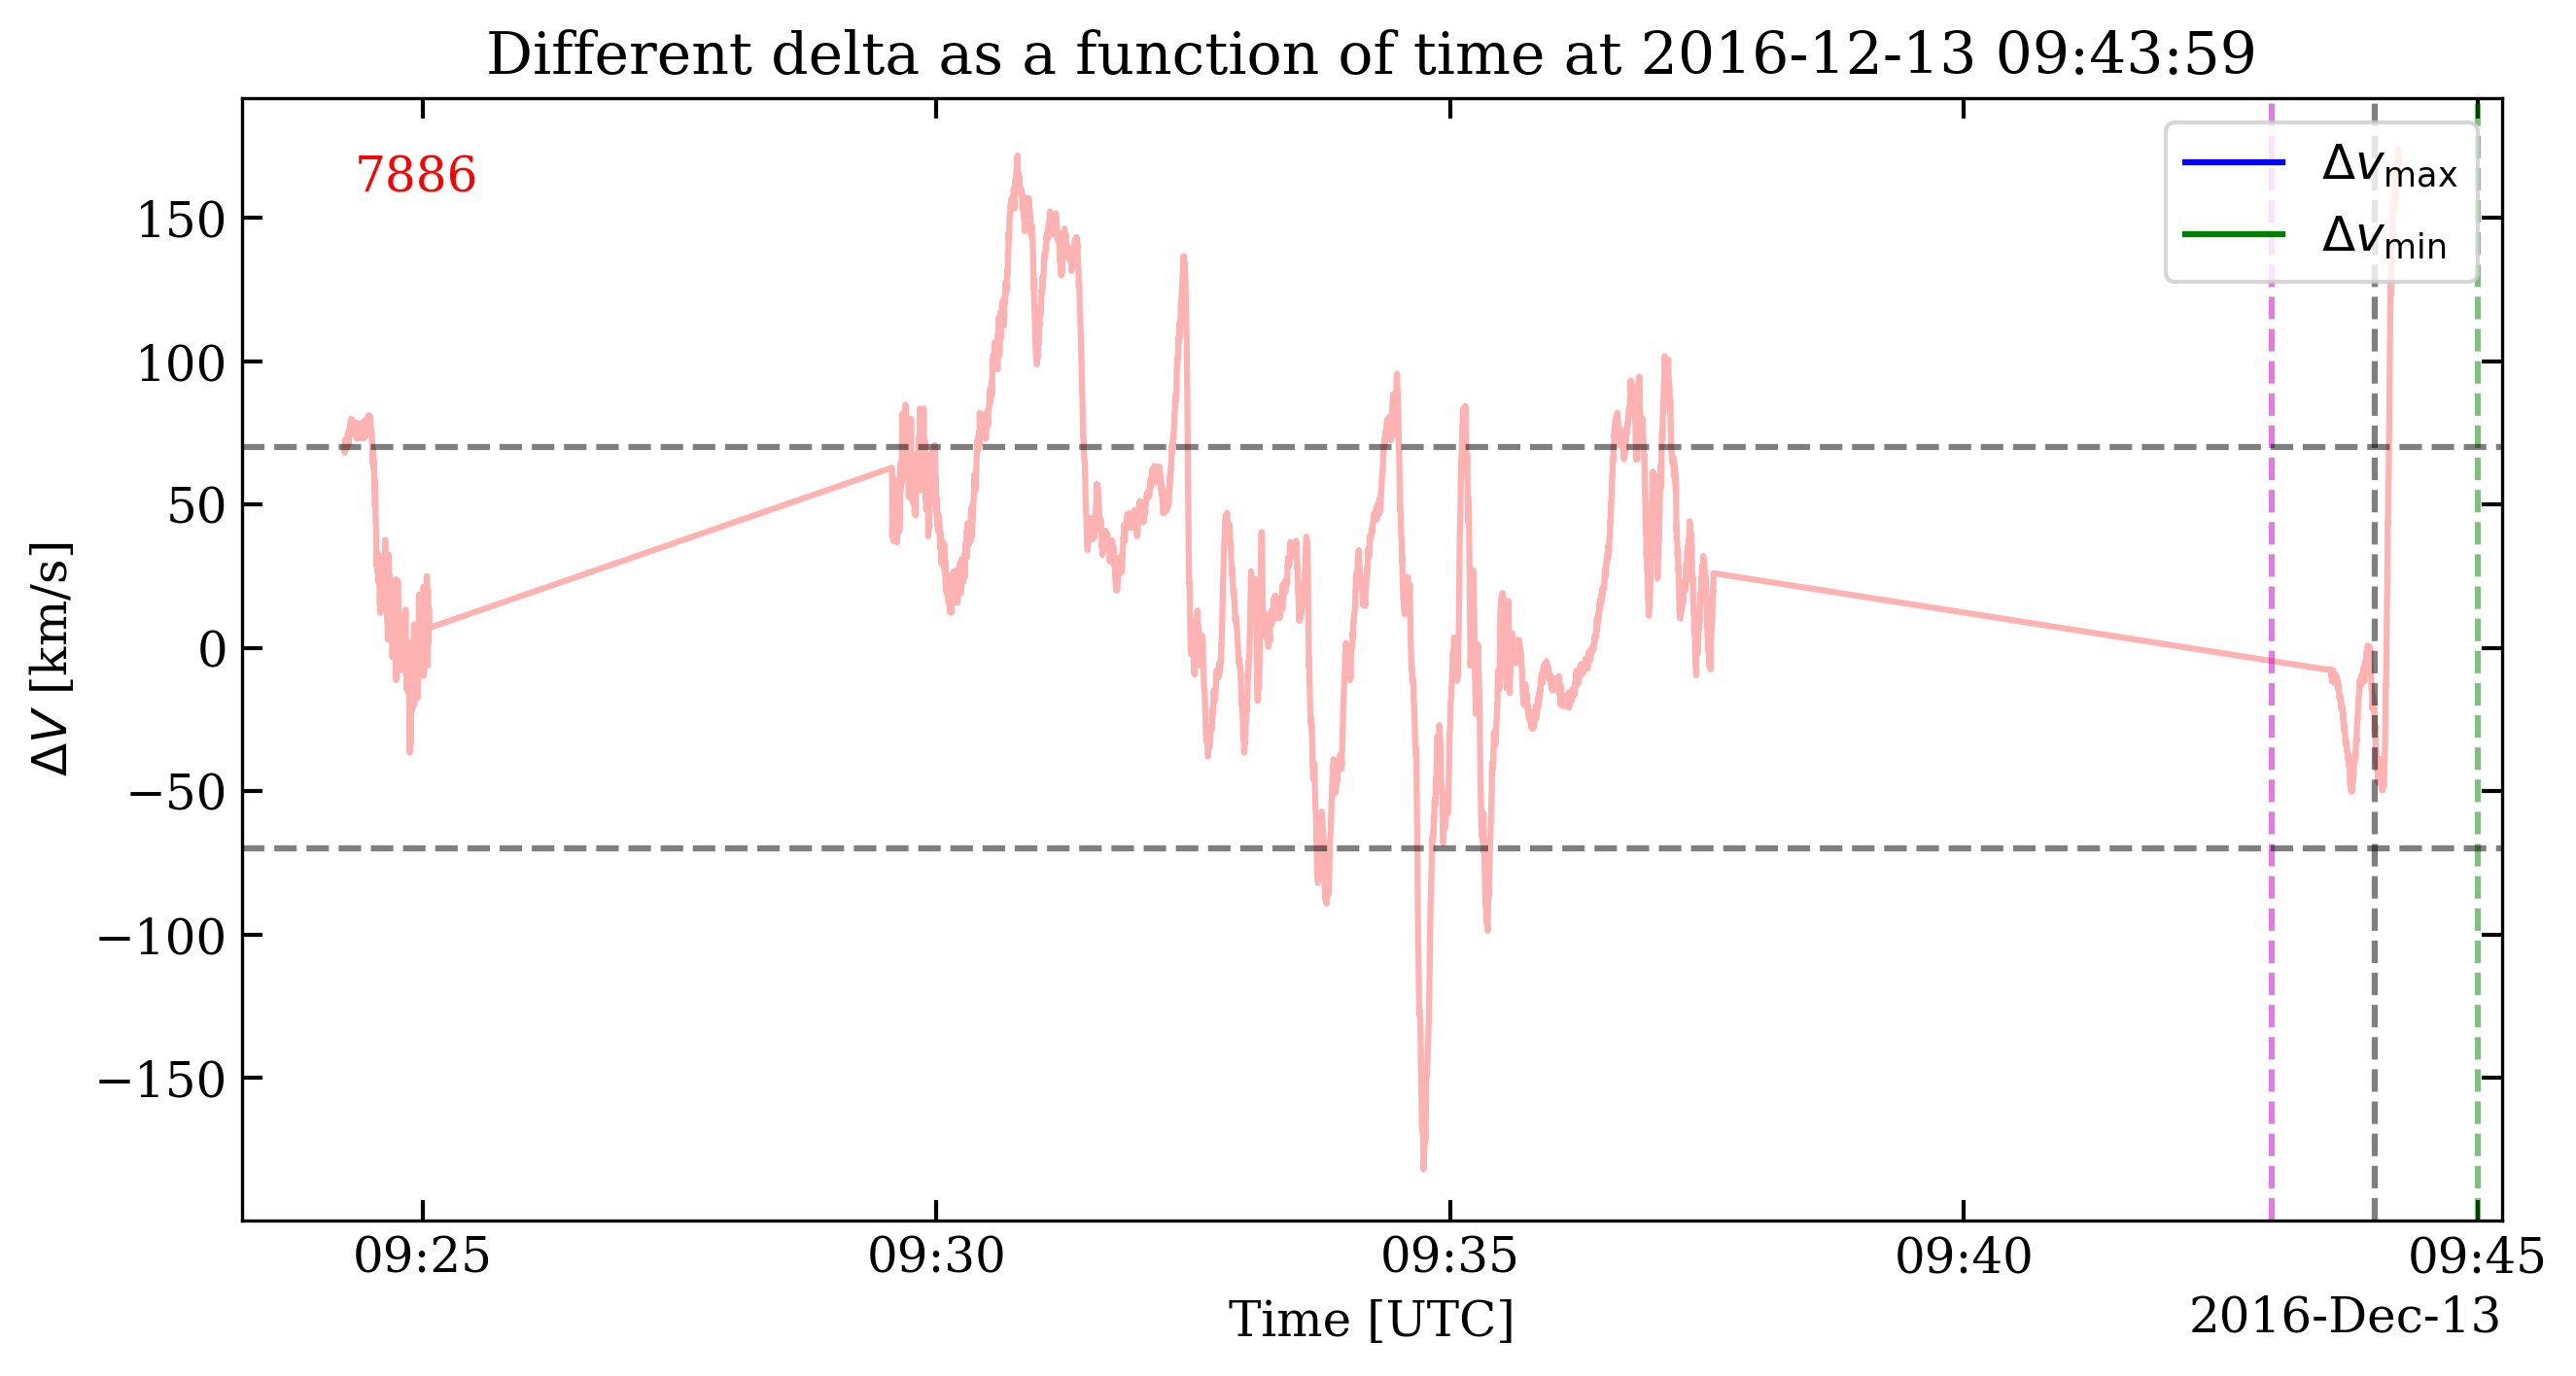 Different delta as a function of time at 2016-12-13 09:43:59
7886
Δv_max
Δv_min
150
100
50
0
−50
−100
−150
ΔV [km/s]
09:25 09:30 09:35 09:40 09:45
Time [UTC]
2016-Dec-13